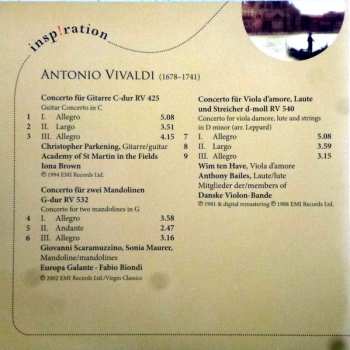 insp!ration
ANTONIO VIVALDI (1678–1741)
Concerto für Gitarre C-dur RV 425
Guitar Concerto in C
1 I. Allegro 5.08
2 II. Largo 3.51
3 III. Allegro 4.15
Christopher Parkening, Gitarre/guitar
Academy of St Martin in the Fields
Iona Brown
℗ 1994 EMI Records Ltd.
Concerto für zwei Mandolinen
G-dur RV 532
Concerto for two mandolines in G
4 I. Allegro 3.58
5 II. Andante 2.47
6 III. Allegro 3.16
Giovanni Scaramuzzino, Sonia Maurer,
Mandoline/mandolines
Europa Galante · Fabio Biondi
℗ 2002 EMI Records Ltd./Virgin Classics
Concerto für Viola d'amore, Laute
und Streicher d-moll RV 540
Concerto for viola damore, lute and strings
in D minor (arr. Leppard)
7 I. Allegro 5.08
8 II. Largo 3.59
9 III. Allegro 3.15
Wim ten Have, Viola d'amore
Anthony Bailes, Laute/lute
Mitglieder der/members of
Danske Violon-Bande
℗ 1981 & digital remastering ℗ 1988 EMI Records Ltd.